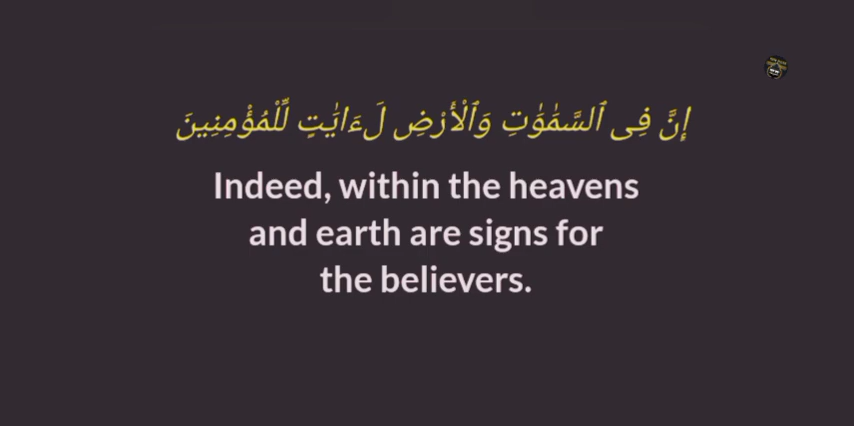 إِنَّ فِى ٱلسَّمَٰوَٰتِ وَٱلْأَرْضِ لَءَايَٰتٍ لِّلْمُؤْمِنِينَ
Indeed, within the heavens
and earth are signs for
the believers.